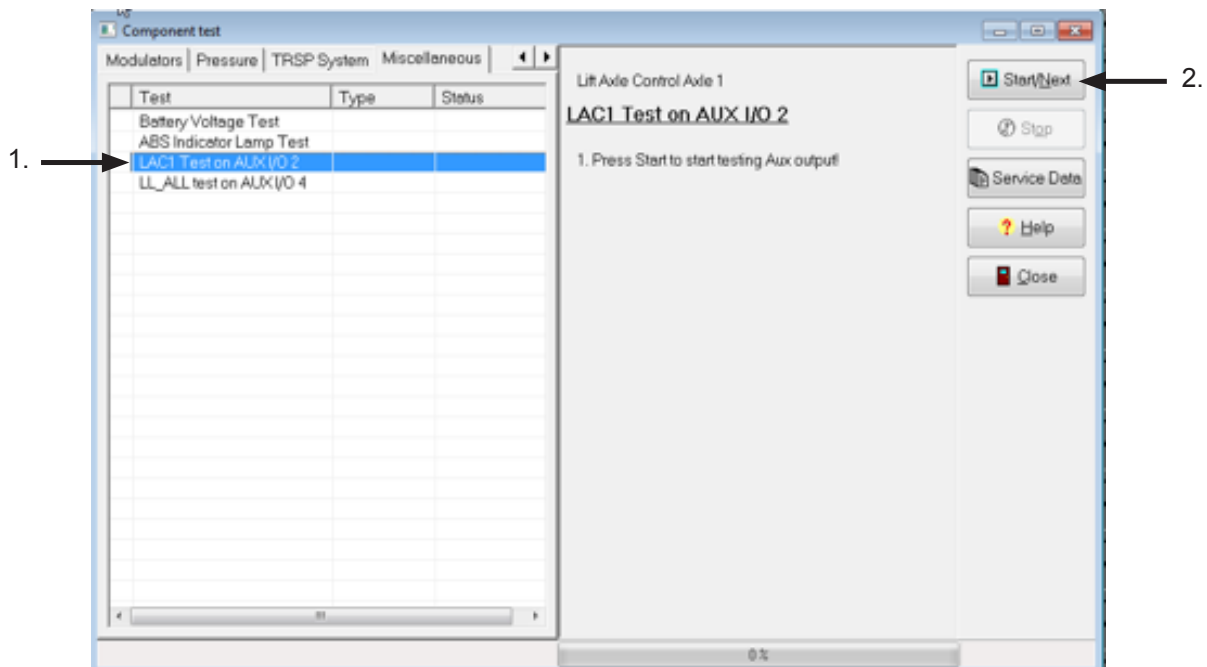 Component test
Modulators Pressure TRSP System Miscellaneous
Test Type Status
Battery Voltage Test
ABS Indicator Lamp Test
1.
LAC1 Test on AUX I/O 2
LL_ALL test on AUX I/O 4
Lift Axle Control Axle 1
LAC1 Test on AUX I/O 2
1. Press Start to start testing Aux output!
Start/Next
2.
Stop
Service Data
? Help
Close
0 %